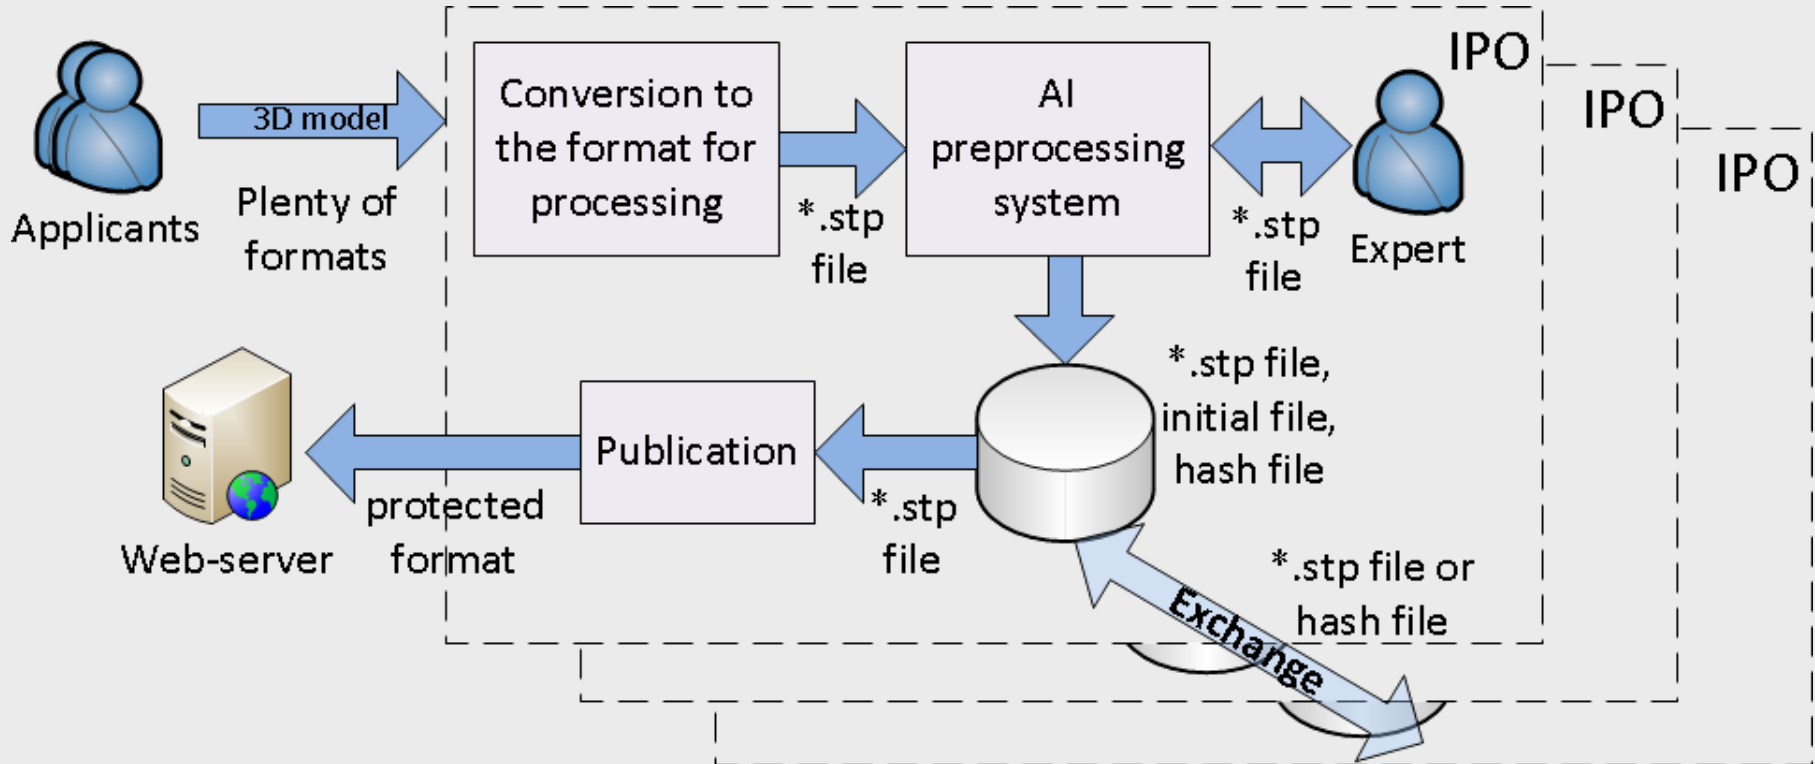 IPO
IPO
IPO
Applicants
3D model
Plenty of
formats
Conversion to
the format for
processing
*.stp
file
AI
preprocessing
system
*.stp
file
Expert
*.stp file,
initial file,
hash file
*.stp
file
Publication
protected
format
Web-server
Exchange
*.stp file or
hash file